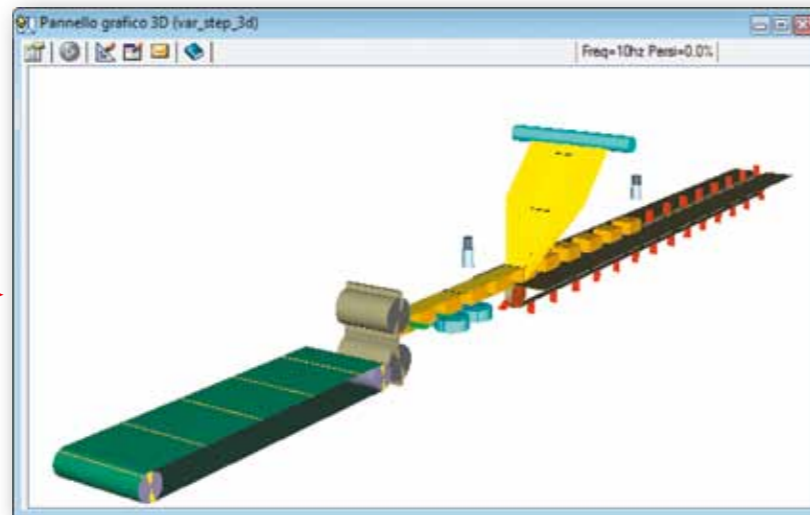 Pannello grafico 3D (var_step_3d)
Freq=10hz Persi=0.0%